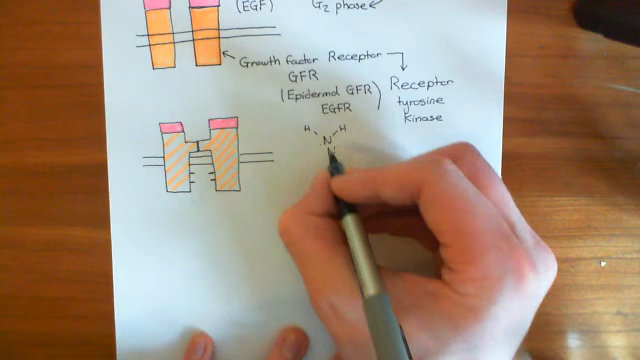 (EGF)
G₂ phase
Growth factor Receptor
GFR
(Epidermal GFR)
EGFR
Receptor
tyrosine
Kinase
H H
N